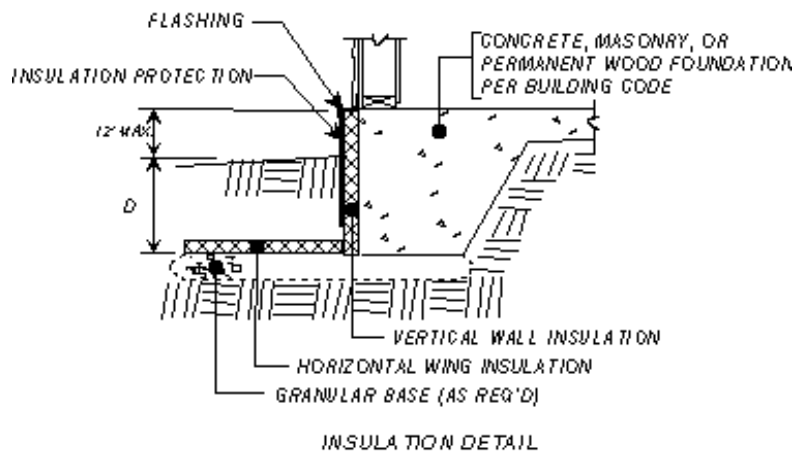 FLASHING
INSULATION PROTECTION
CONCRETE, MASONRY, OR
PERMANENT WOOD FOUNDATION
PER BUILDING CODE
12" MAX.
D
VERTICAL WALL INSULATION
HORIZONTAL WING INSULATION
GRANULAR BASE (AS REQ'D)
INSULATION DETAIL